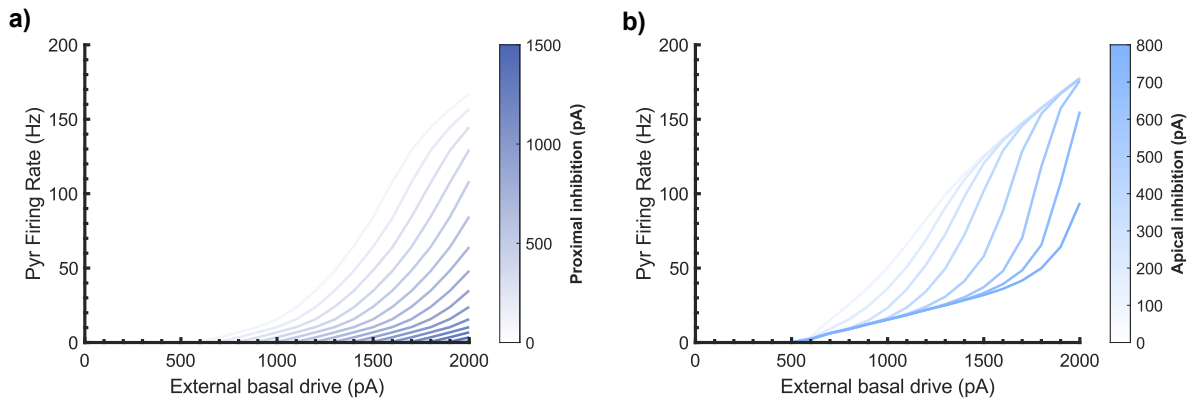 a)
200
150
100
50
0
Pyr Firing Rate (Hz)
0 500 1000 1500 2000
External basal drive (pA)
1500
1000
500
0
Proximal inhibition (pA)
b)
200
150
100
50
0
Pyr Firing Rate (Hz)
0 500 1000 1500 2000
External basal drive (pA)
800
700
600
500
400
300
200
100
0
Apical inhibition (pA)